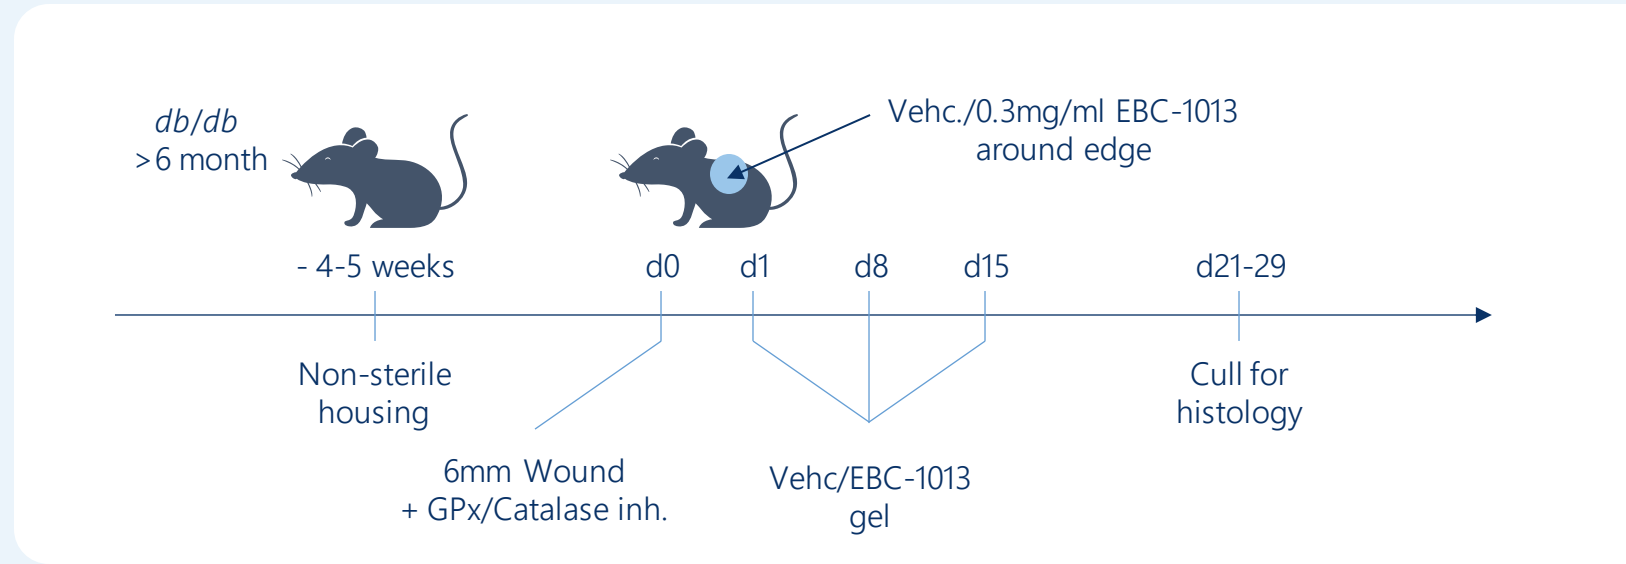 db/db
>6 month
Vehc./0.3mg/ml EBC-1013
around edge
- 4-5 weeks
d0
d1
d8
d15
d21-29
Non-sterile
housing
Cull for
histology
6mm Wound
+ GPx/Catalase inh.
Vehc/EBC-1013
gel